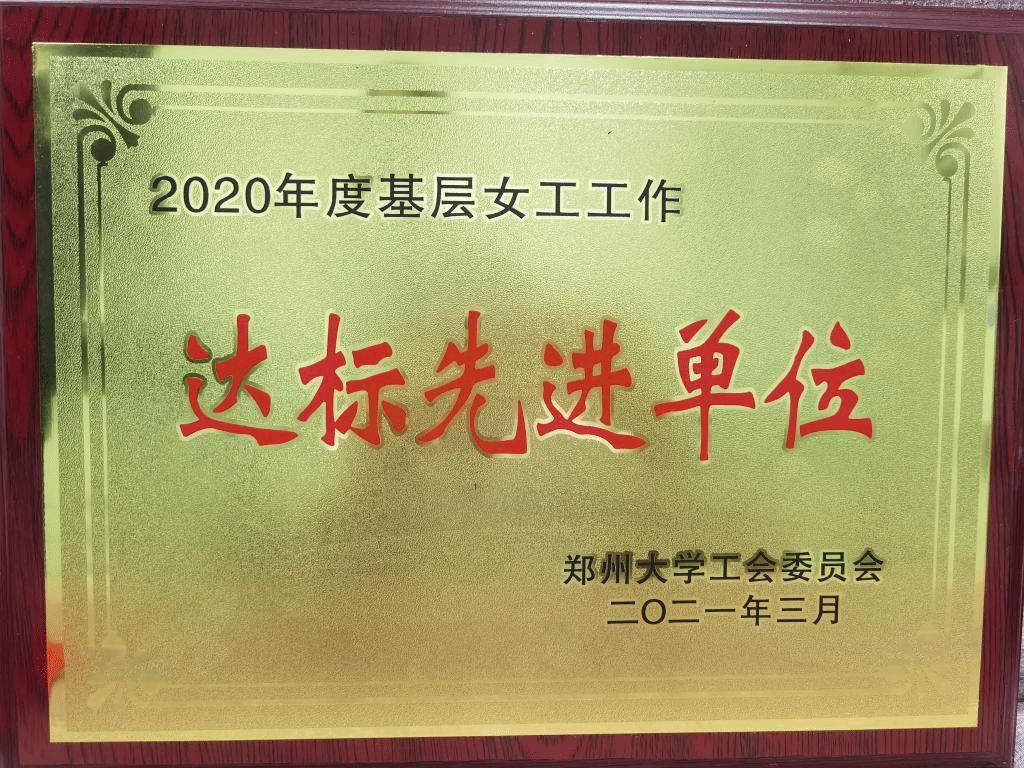 2020年度基层女工工作
达标先进单位
郑州大学工会委员会
二〇二一年三月